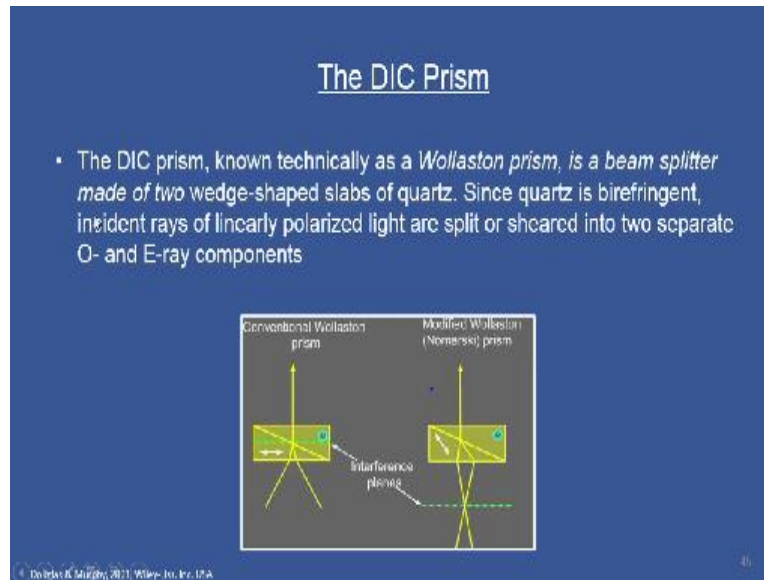 The DIC Prism
• The DIC prism, known technically as a Wollaston prism, is a beam splitter
made of two wedge-shaped slabs of quartz. Since quartz is birefringent,
incident rays of linearly polarized light are split or sheared into two separate
O- and E-ray components
Conventional Wollaston
prism
Modified Wollaston
(Nomarski) prism
Interference
planes
Douglas B. Murphy, 2001, Wiley-Liss, Inc. USA
45